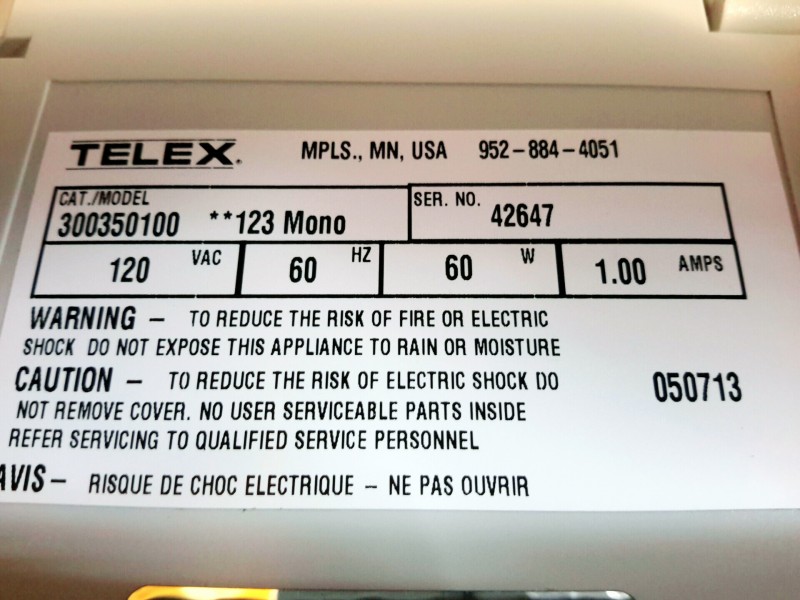 TELEX. MPLS., MN, USA 952-884-4051
CAT./MODEL
300350100 **123 Mono
SER. NO. 42647
120 VAC 60 HZ 60 W 1.00 AMPS
WARNING – TO REDUCE THE RISK OF FIRE OR ELECTRIC
SHOCK DO NOT EXPOSE THIS APPLIANCE TO RAIN OR MOISTURE
CAUTION – TO REDUCE THE RISK OF ELECTRIC SHOCK DO
NOT REMOVE COVER. NO USER SERVICEABLE PARTS INSIDE
REFER SERVICING TO QUALIFIED SERVICE PERSONNEL
050713
AVIS – RISQUE DE CHOC ELECTRIQUE – NE PAS OUVRIR